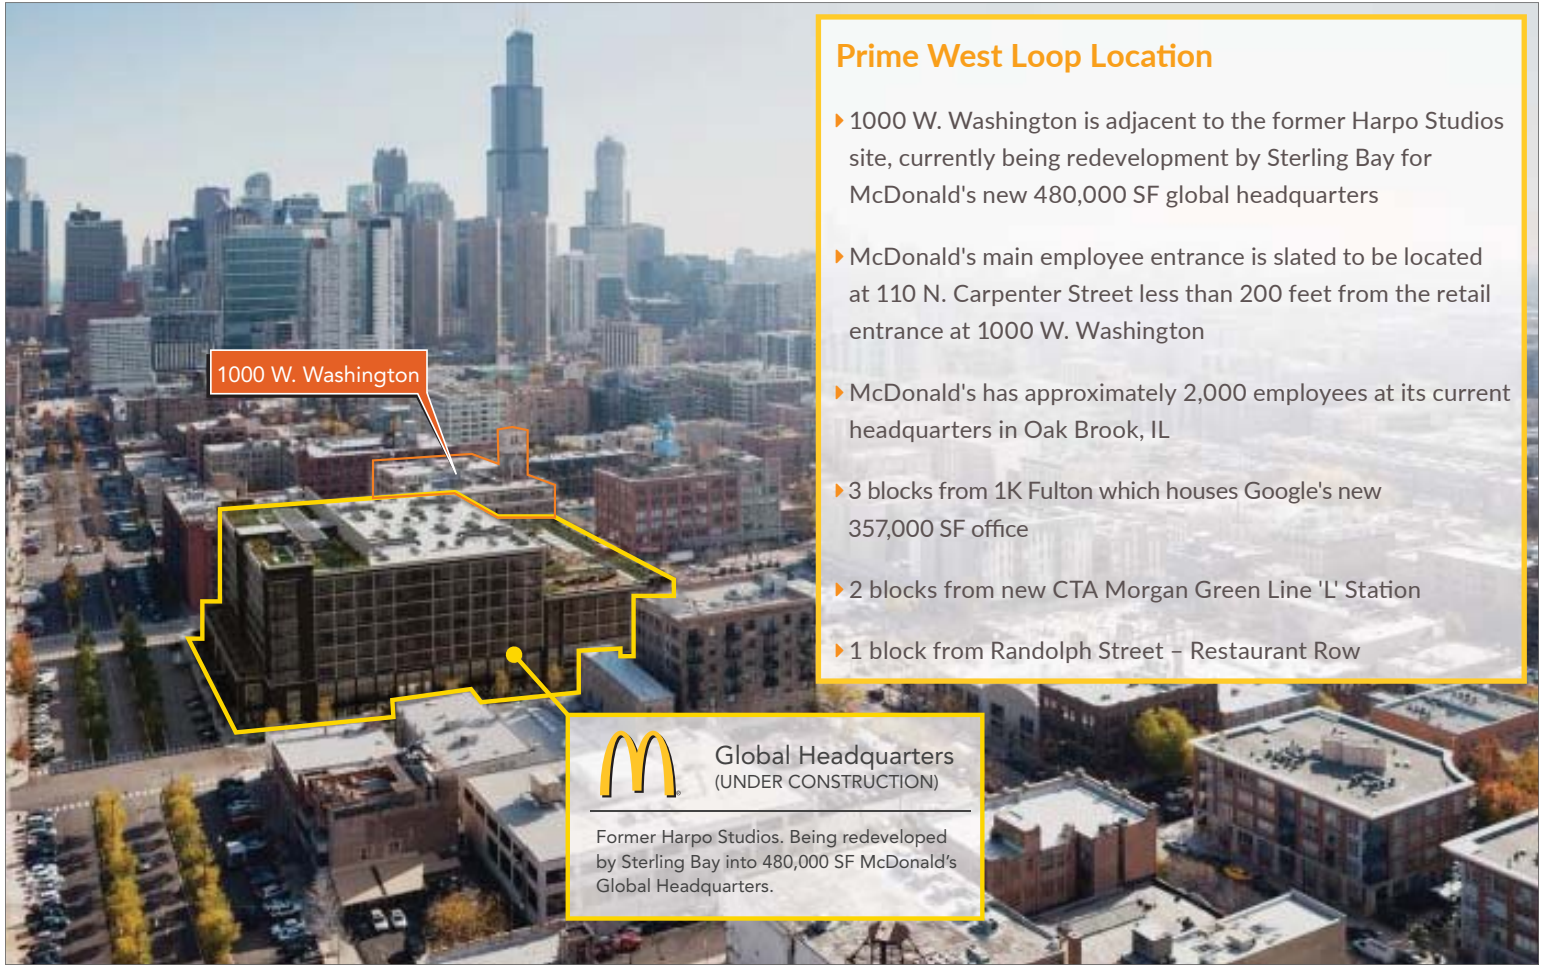 Prime West Loop Location
1000 W. Washington is adjacent to the former Harpo Studios
site, currently being redevelopment by Sterling Bay for
McDonald's new 480,000 SF global headquarters
McDonald's main employee entrance is slated to be located
at 110 N. Carpenter Street less than 200 feet from the retail
entrance at 1000 W. Washington
McDonald's has approximately 2,000 employees at its current
headquarters in Oak Brook, IL
3 blocks from 1K Fulton which houses Google's new
357,000 SF office
2 blocks from new CTA Morgan Green Line 'L' Station
1 block from Randolph Street – Restaurant Row
1000 W. Washington
Global Headquarters
(UNDER CONSTRUCTION)
Former Harpo Studios. Being redeveloped
by Sterling Bay into 480,000 SF McDonald’s
Global Headquarters.